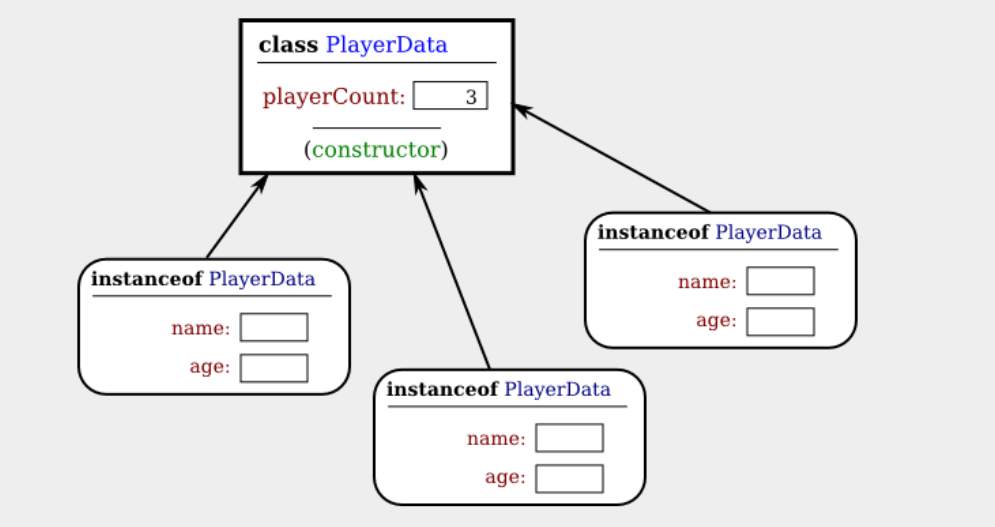 class PlayerData
playerCount: 3
(constructor)
instanceof PlayerData
name:
age:
instanceof PlayerData
name:
age:
instanceof PlayerData
name:
age: